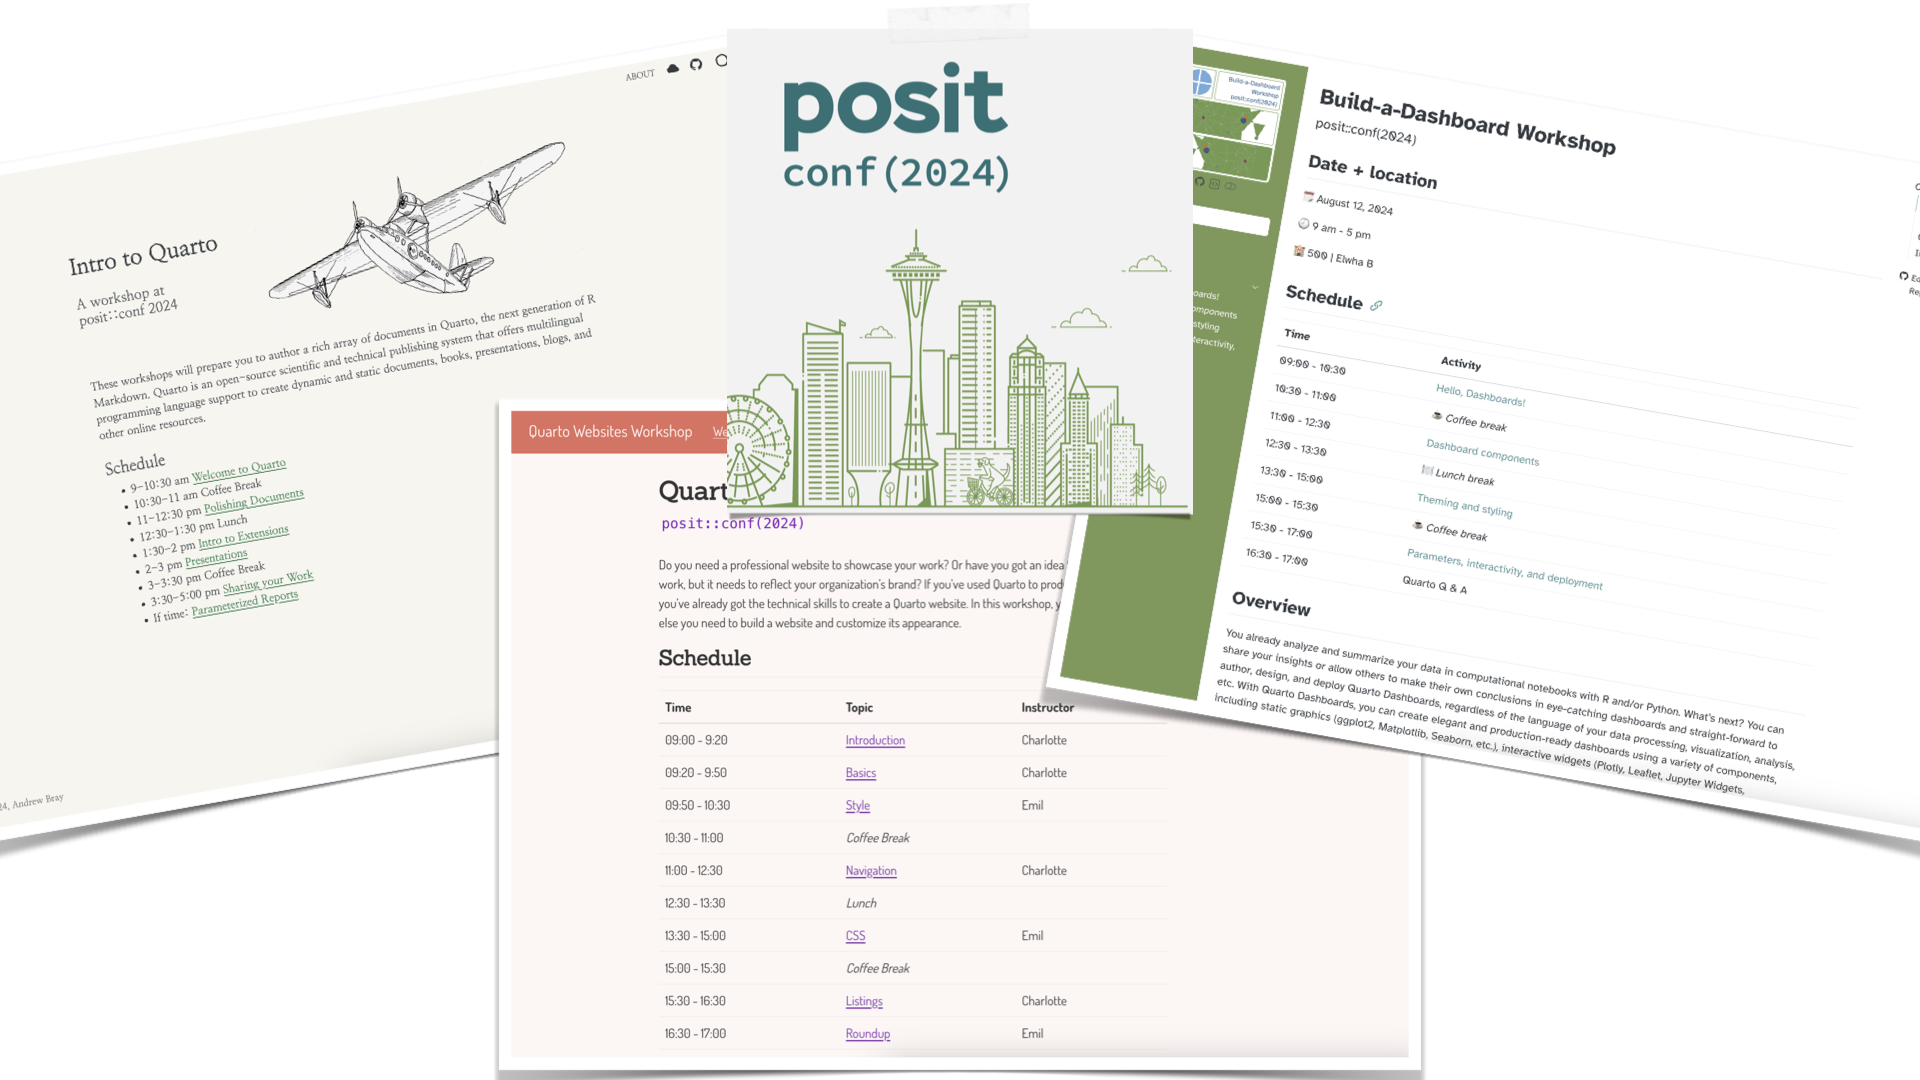 ABOUT
Intro to Quarto
A workshop at
posit::conf 2024
These workshops will prepare you to author a rich array of documents in Quarto, the next generation of R
Markdown. Quarto is an open-source scientific and technical publishing system that offers multilingual
programming language support to create dynamic and static documents, books, presentations, blogs, and
other online resources.
Schedule
• 9-10:30 am Welcome to Quarto
• 10:30-11 am Coffee Break
• 11-12:30 pm Polishing Documents
• 12:30-1:30 pm Lunch
• 1:30-2 pm Intro to Extensions
• 2-3 pm Presentations
• 3-3:30 pm Coffee Break
• 3:30-5:00 pm Sharing your Work
• If time: Parameterized Reports
24, Andrew Bray
posit
conf(2024)
Quarto Websites Workshop We
Quart
posit::conf(2024)
Do you need a professional website to showcase your work? Or have you got an idea
work, but it needs to reflect your organization's brand? If you've used Quarto to prod
you've already got the technical skills to create a Quarto website. In this workshop, y
else you need to build a website and customize its appearance.
Schedule
Time Topic Instructor
09:00 - 9:20 Introduction Charlotte
09:20 - 9:50 Basics Charlotte
09:50 - 10:30 Style Emil
10:30 - 11:00 Coffee Break
11:00 - 12:30 Navigation Charlotte
12:30 - 13:30 Lunch
13:30 - 15:00 CSS Emil
15:00 - 15:30 Coffee Break
15:30 - 16:30 Listings Charlotte
16:30 - 17:00 Roundup Emil
Build-a-Dashboard
Workshop
posit::conf(2024)
oards!
omponents
styling
teractivity,
Build-a-Dashboard Workshop
posit::conf(2024)
Date + location
August 12, 2024
9 am - 5 pm
500 | Elwha B
Schedule
Time Activity
09:00 - 10:30 Hello, Dashboards!
10:30 - 11:00 Coffee break
11:00 - 12:30 Dashboard components
12:30 - 13:30 Lunch break
13:30 - 15:00 Theming and styling
15:00 - 15:30 Coffee break
15:30 - 17:00 Parameters, interactivity, and deployment
16:30 - 17:00 Quarto Q & A
Overview
You already analyze and summarize your data in computational notebooks with R and/or Python. What's next? You can
share your insights or allow others to make their own conclusions in eye-catching dashboards and straight-forward to
author, design, and deploy Quarto Dashboards, regardless of the language of your data processing, visualization, analysis,
etc. With Quarto Dashboards, you can create elegant and production-ready dashboards using a variety of components,
including static graphics (ggplot2, Matplotlib, Seaborn, etc.), interactive widgets (Plotly, Leaflet, Jupyter Widgets,